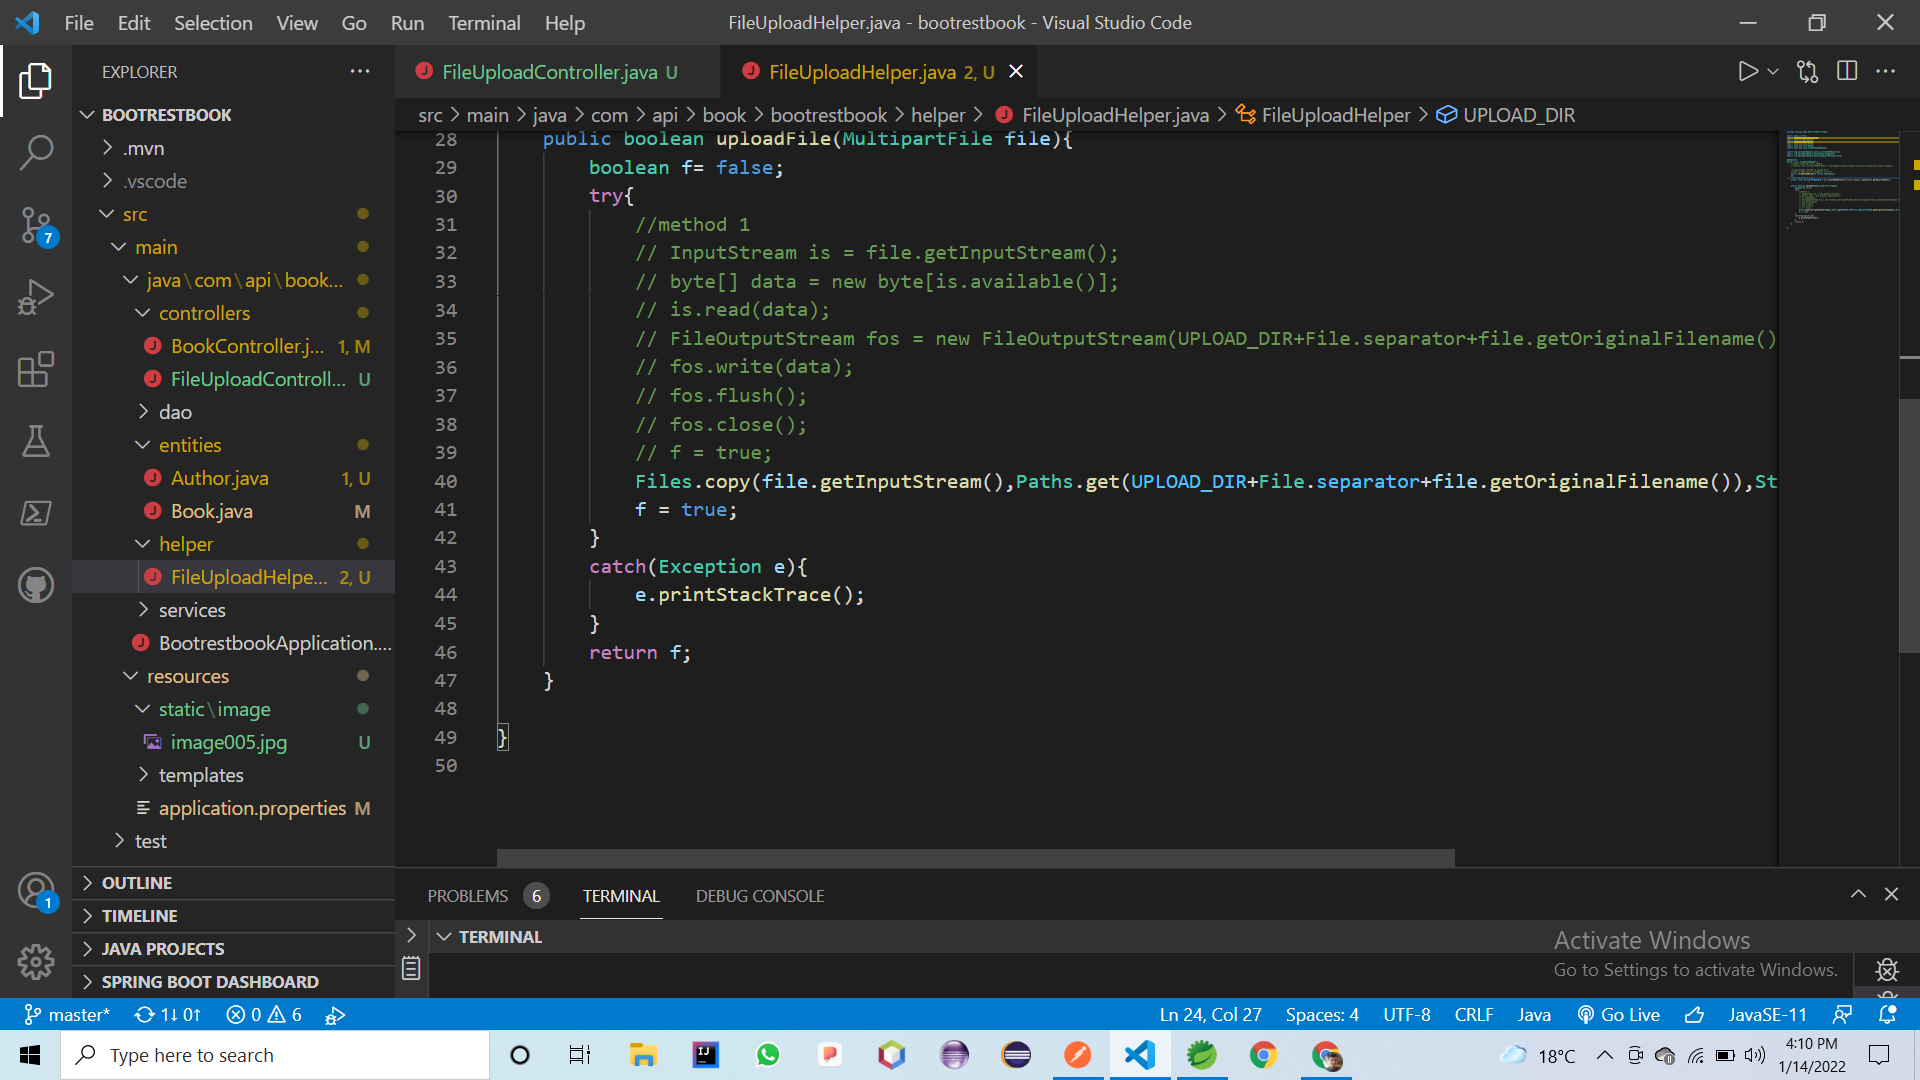 File Edit Selection View Go Run Terminal Help
FileUploadHelper.java - bootrestbook - Visual Studio Code
EXPLORER
BOOTRESTBOOK
.mvn
.vscode
src
main
java\com\api\book...
controllers
BookController.j... 1, M
FileUploadControll... U
dao
entities
Author.java 1, U
Book.java M
helper
FileUploadHelpe... 2, U
services
BootrestbookApplication....
resources
static\image
image005.jpg U
templates
application.properties M
test
OUTLINE
TIMELINE
JAVA PROJECTS
SPRING BOOT DASHBOARD
7
1
FileUploadController.java U
FileUploadHelper.java 2, U
src > main > java > com > api > book > bootrestbook > helper > FileUploadHelper.java > FileUploadHelper > UPLOAD_DIR
28 public boolean uploadFile(MultipartFile file){
29 boolean f= false;
30 try{
31 //method 1
32 // InputStream is = file.getInputStream();
33 // byte[] data = new byte[is.available()];
34 // is.read(data);
35 // FileOutputStream fos = new FileOutputStream(UPLOAD_DIR+File.separator+file.getOriginalFilename()
36 // fos.write(data);
37 // fos.flush();
38 // fos.close();
39 // f = true;
40 Files.copy(file.getInputStream(),Paths.get(UPLOAD_DIR+File.separator+file.getOriginalFilename()),St
41 f = true;
42 }
43 catch(Exception e){
44 e.printStackTrace();
45 }
46 return f;
47 }
48
49 }
50
PROBLEMS 6 TERMINAL DEBUG CONSOLE
TERMINAL
Activate Windows
Go to Settings to activate Windows.
master* 1↓ 0↑ 0 6
Ln 24, Col 27 Spaces: 4 UTF-8 CRLF Java Go Live JavaSE-11
Type here to search
18°C
4:10 PM
1/14/2022